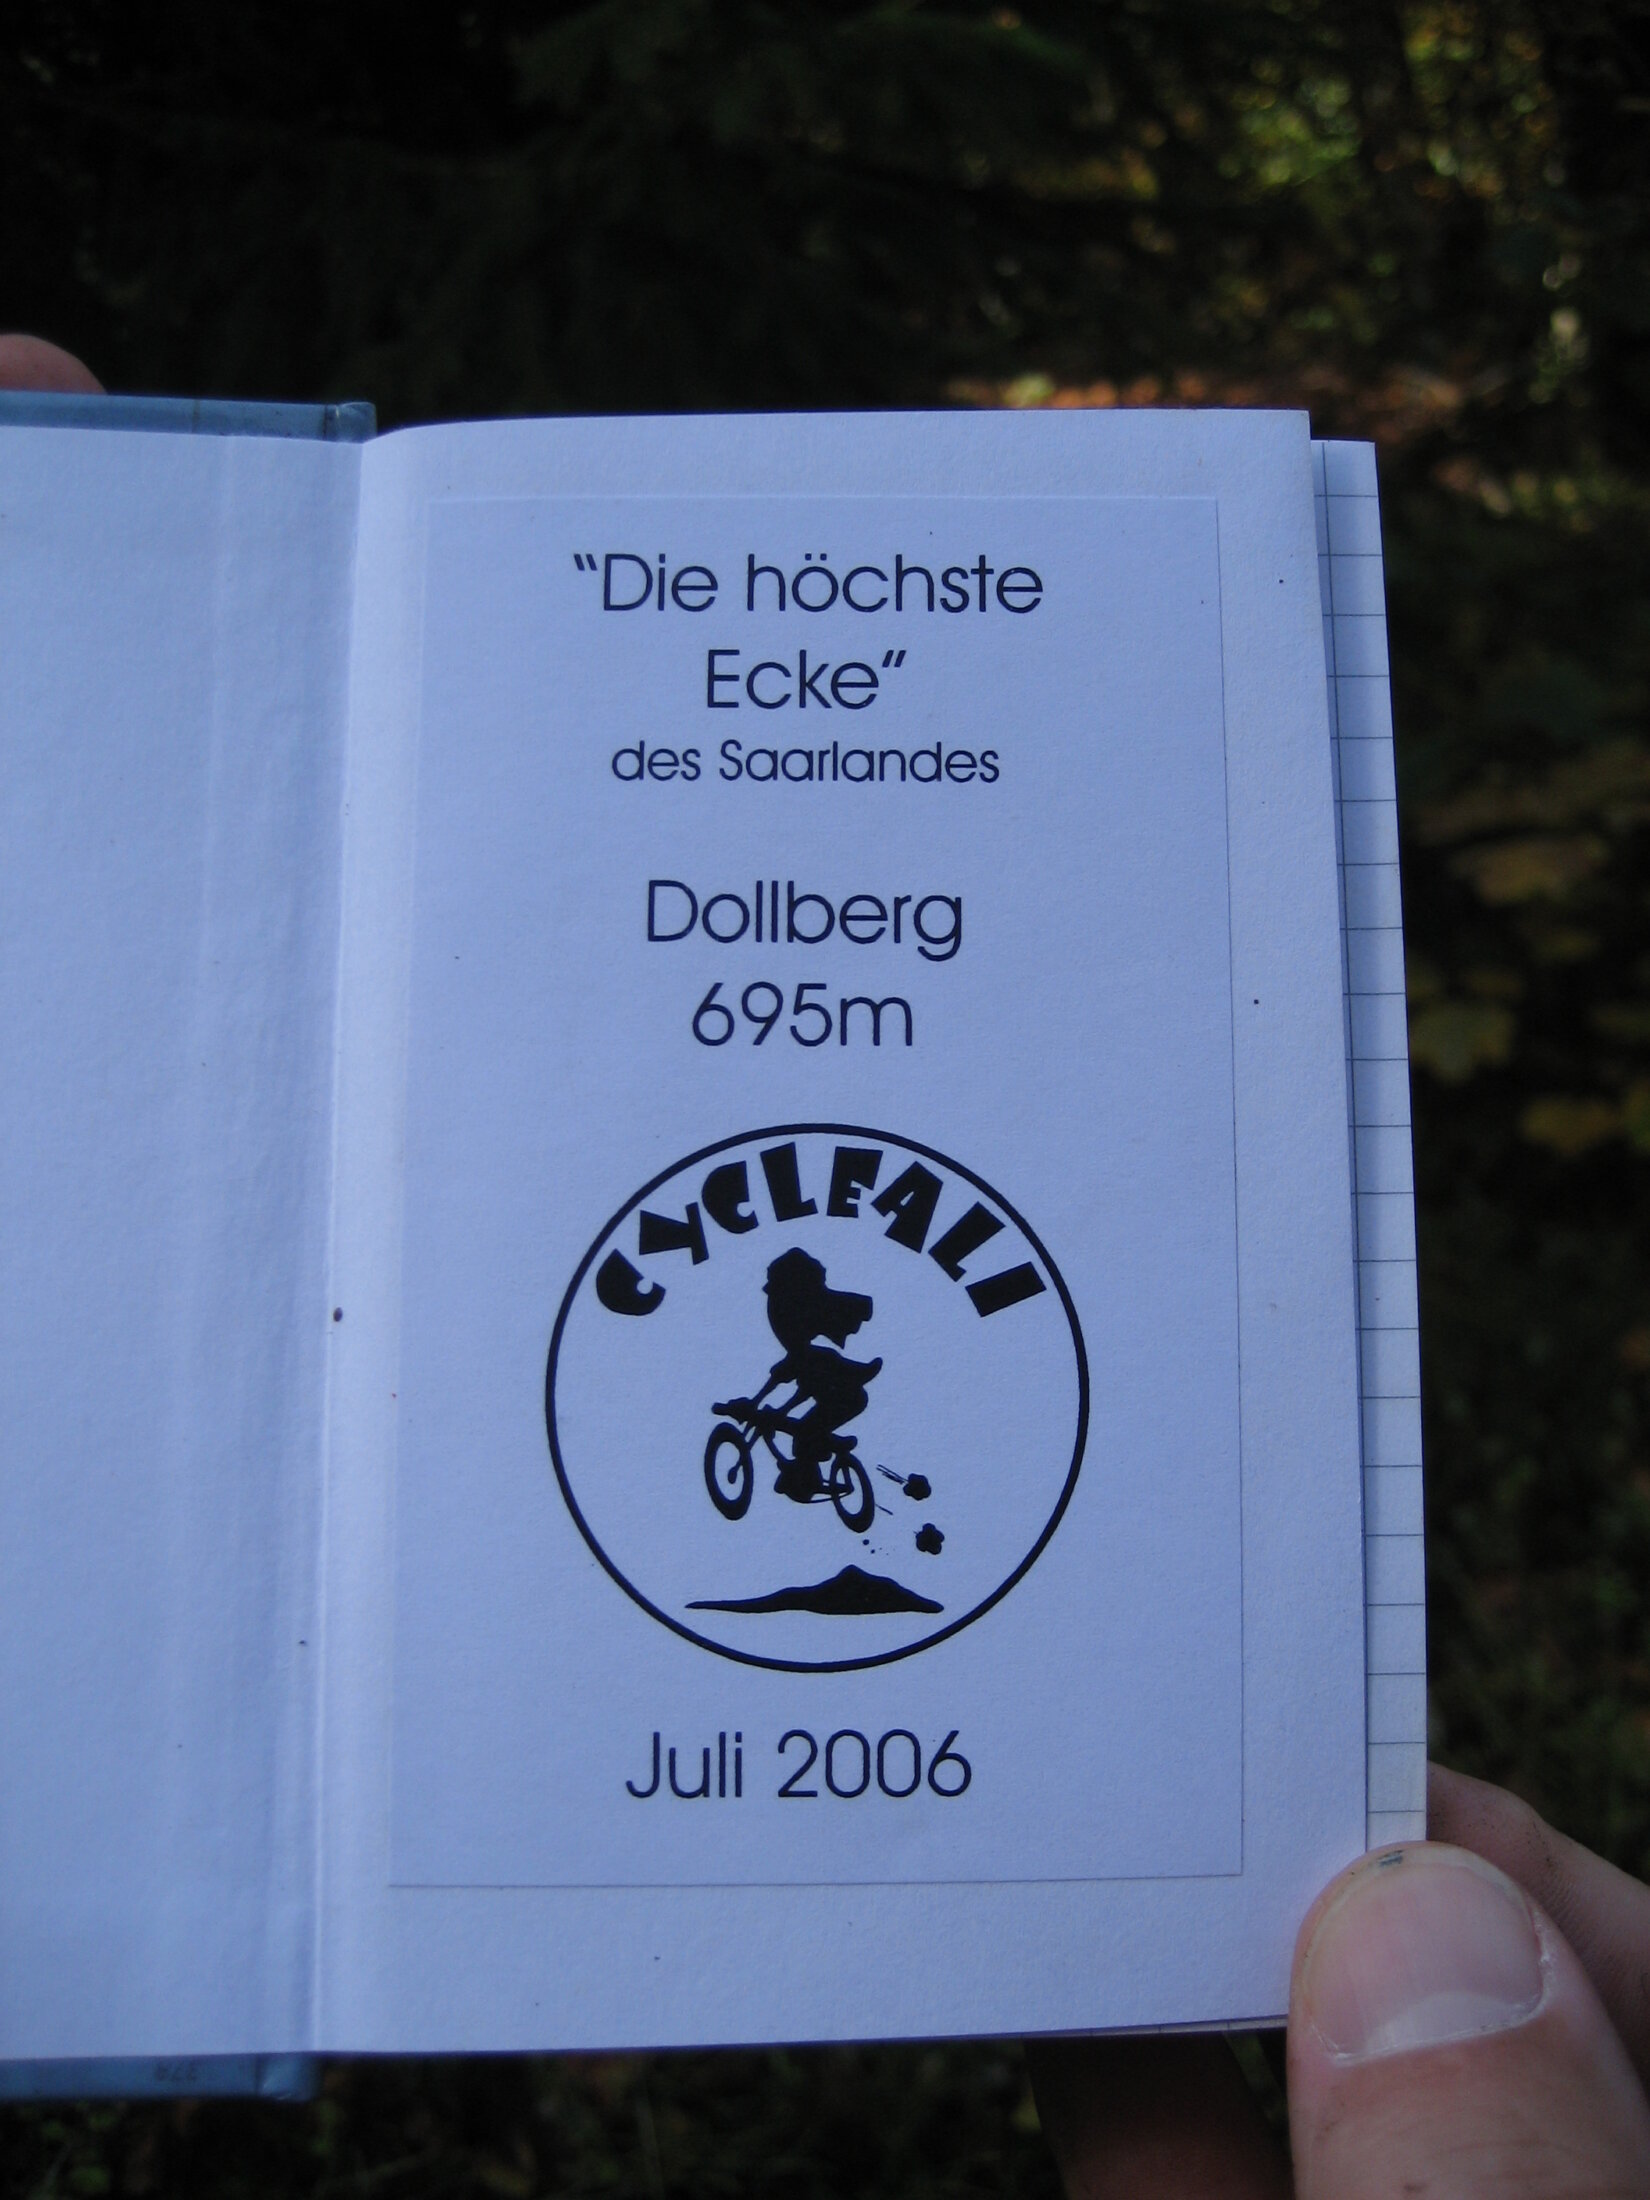 “Die höchste
Ecke“
des Saarlandes
Dollberg
695m
CYCLEALI
Juli 2006